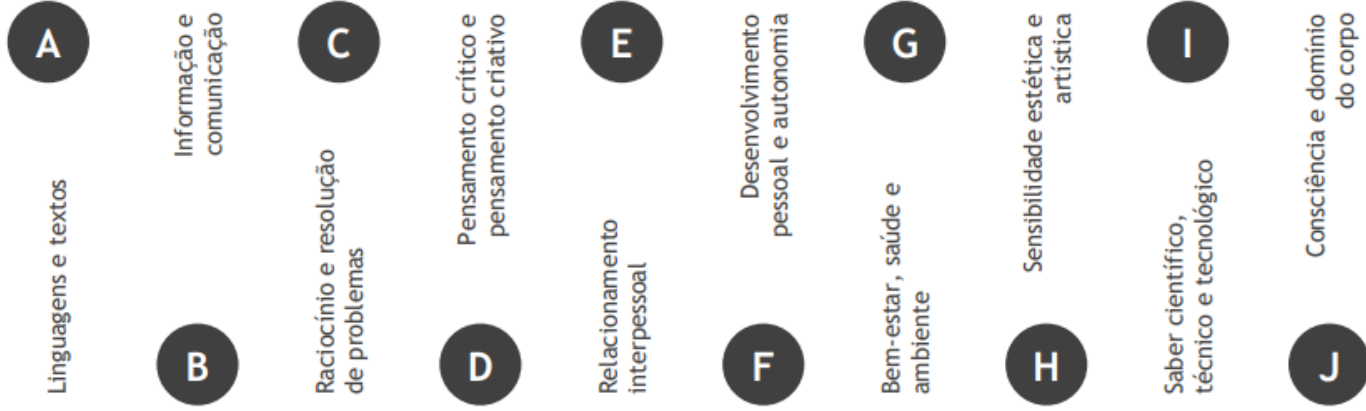 A
Linguagens e textos
Informação e
comunicação
B
C
Raciocínio e resolução
de problemas
Pensamento crítico e
pensamento criativo
D
E
Relacionamento
interpessoal
Desenvolvimento
pessoal e autonomia
F
G
Bem-estar, saúde e
ambiente
Sensibilidade estética e
artística
H
I
Saber científico,
técnico e tecnológico
Consciência e domínio
do corpo
J